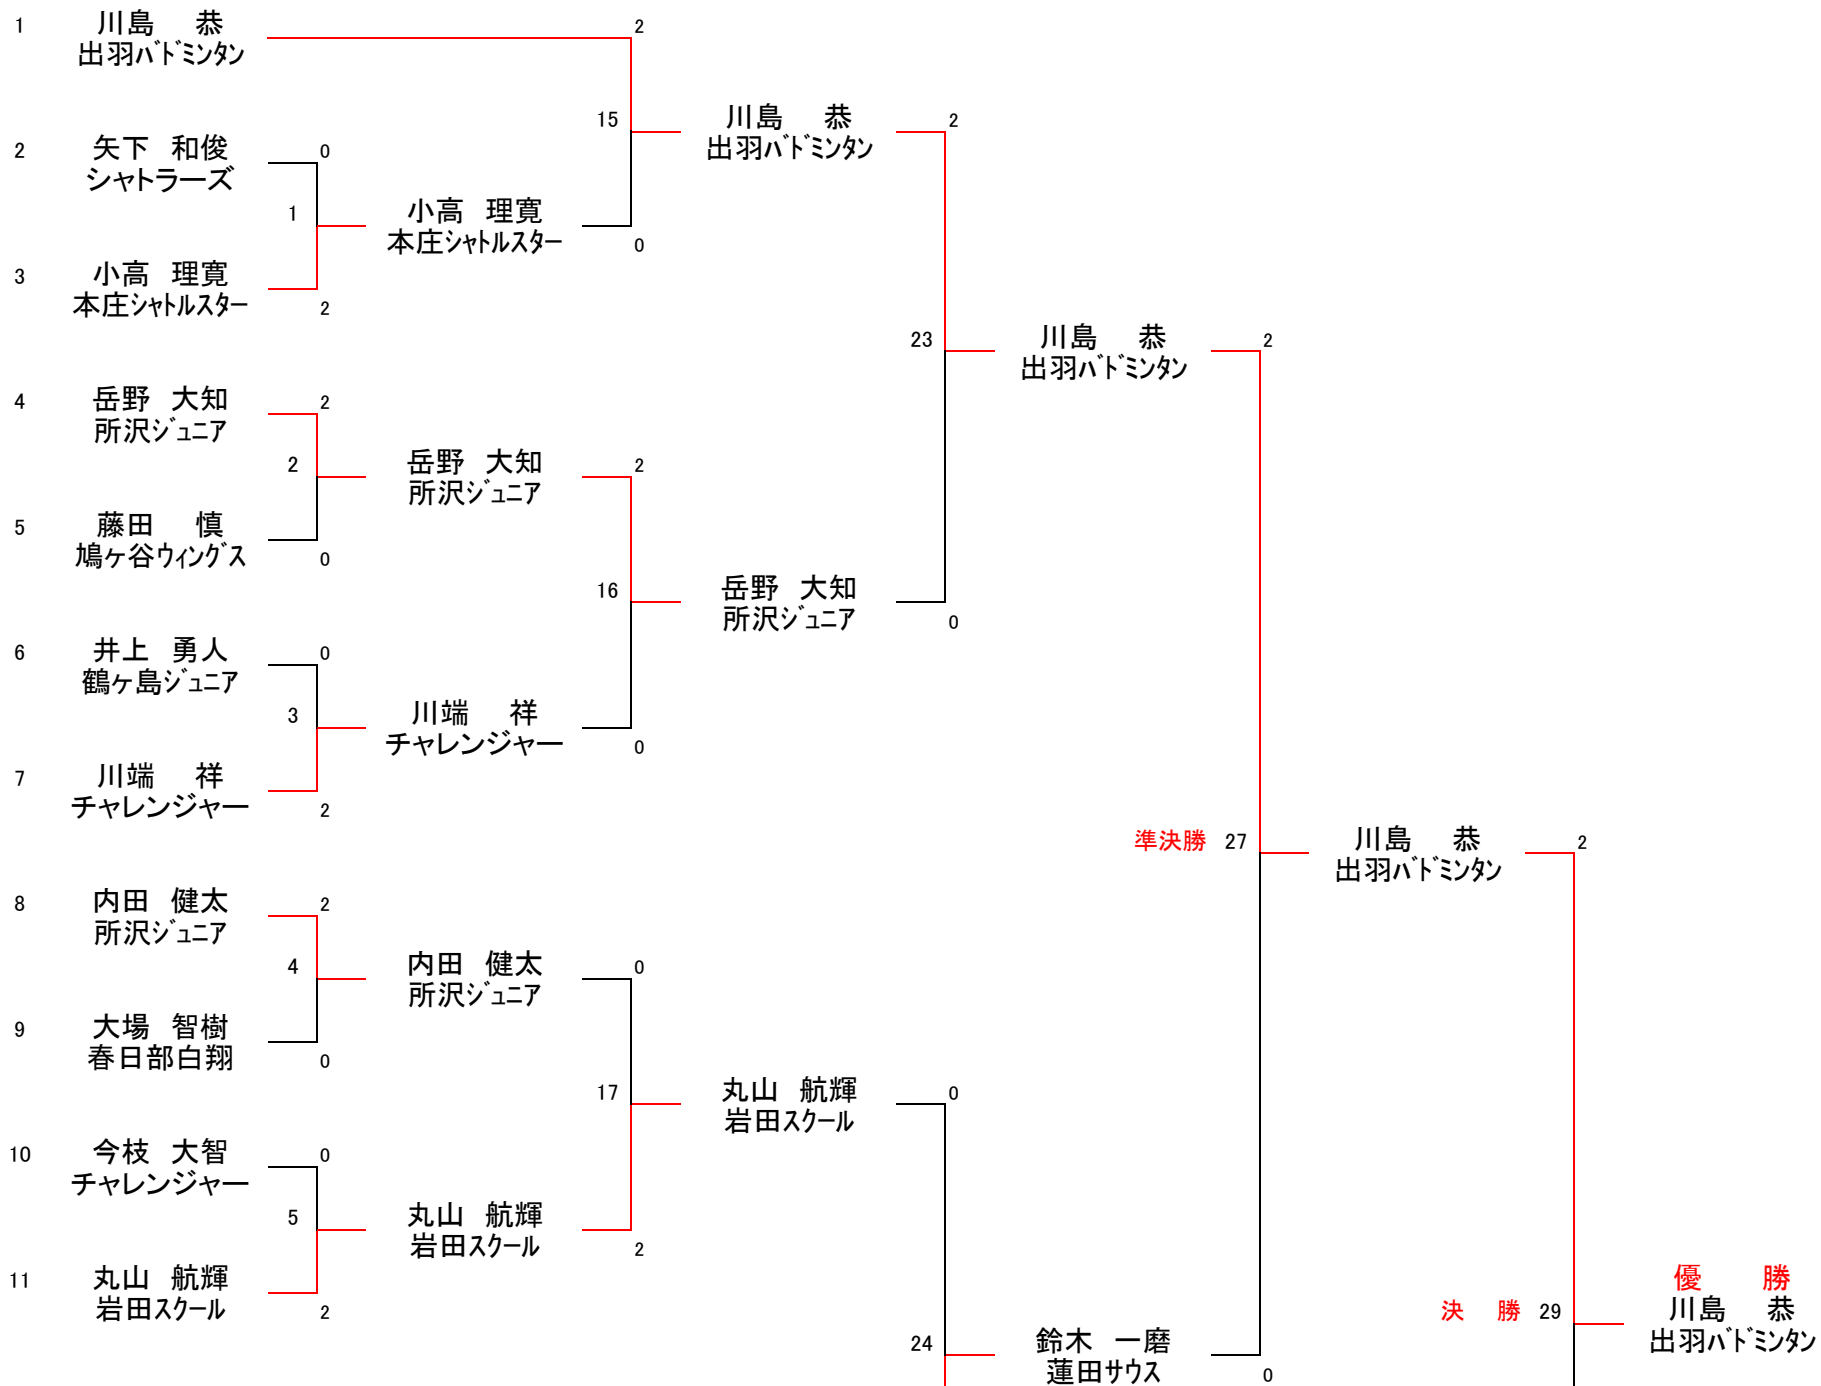 1
川島 恭
出羽ﾊﾞﾄﾞﾐﾝﾀﾝ
2
15
川島 恭
出羽ﾊﾞﾄﾞﾐﾝﾀﾝ
2
2
矢下 和俊
シャトラーズ
0
1
小高 理寛
本庄ｼｬﾄﾙｽﾀｰ
0
3
小高 理寛
本庄ｼｬﾄﾙｽﾀｰ
2
23
川島 恭
出羽ﾊﾞﾄﾞﾐﾝﾀﾝ
2
4
岳野 大知
所沢ｼﾞｭﾆｱ
2
2
岳野 大知
所沢ｼﾞｭﾆｱ
2
5
藤田 慎
鳩ヶ谷ｳｨﾝｸﾞｽ
0
16
岳野 大知
所沢ｼﾞｭﾆｱ
0
6
井上 勇人
鶴ヶ島ｼﾞｭﾆｱ
0
3
川端 祥
チャレンジャー
0
7
川端 祥
チャレンジャー
2
準決勝 27
川島 恭
出羽ﾊﾞﾄﾞﾐﾝﾀﾝ
2
8
内田 健太
所沢ｼﾞｭﾆｱ
2
4
内田 健太
所沢ｼﾞｭﾆｱ
0
9
大場 智樹
春日部白翔
0
17
丸山 航輝
岩田ｽｸｰﾙ
0
10
今枝 大智
チャレンジャー
0
5
丸山 航輝
岩田ｽｸｰﾙ
2
11
丸山 航輝
岩田ｽｸｰﾙ
2
24
鈴木 一磨
蓮田ｻｳｽ
0
決 勝 29
優 勝
川島 恭
出羽ﾊﾞﾄﾞﾐﾝﾀﾝ